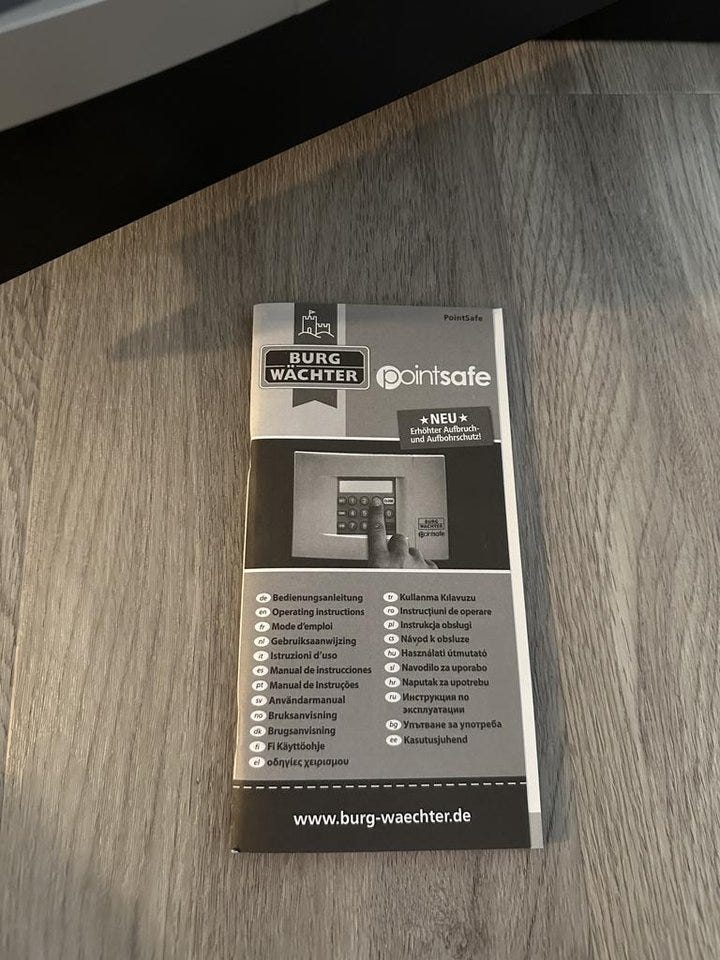 PointSafe
BURG
WÄCHTER
pointsafe
★NEU★
Erhöhter Aufbruch-
und Aufbohrschutz!
BURG
WÄCHTER
pointsafe
de Bedienungsanleitung
en Operating instructions
fr Mode d'emploi
nl Gebruiksaanwijzing
it Istruzioni d'uso
es Manual de instrucciones
pt Manual de Instruções
sv Användarmanual
no Bruksanvisning
dk Brugsanvisning
fi Fi Käyttöohje
el οδηγίες χειρισμου
tr Kullanma Kılavuzu
ro Instrucțiuni de operare
pl Instrukcja obsługi
cs Návod k obsluze
hu Használati útmutató
sl Navodilo za uporabo
hr Naputak za upotrebu
ru Инструкция по
эксплуатации
bg Упътване за употреба
ee Kasutusjuhend
www.burg-waechter.de